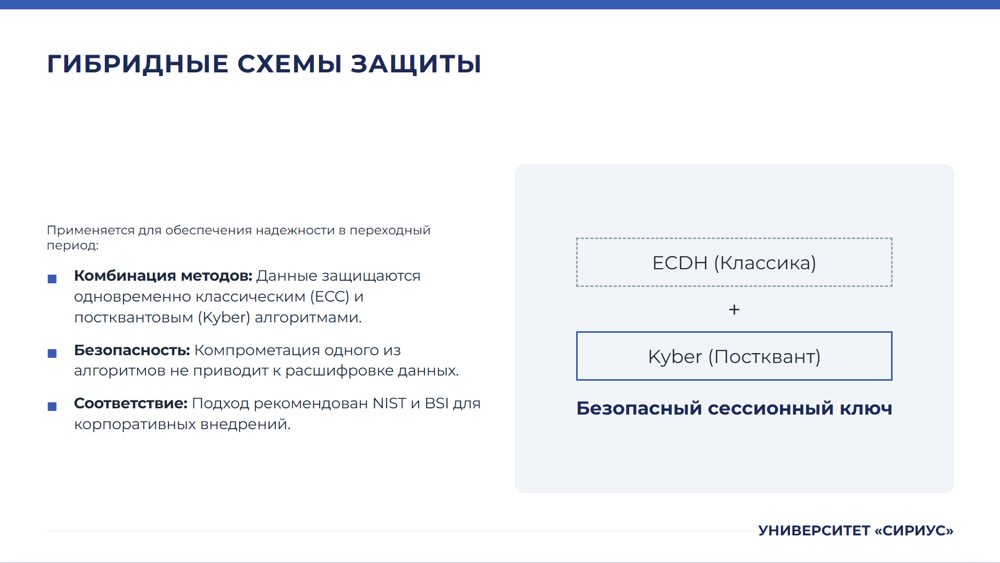 ГИБРИДНЫЕ СХЕМЫ ЗАЩИТЫ
Применяется для обеспечения надежности в переходный
период:
Комбинация методов: Данные защищаются
одновременно классическим (ECC) и
постквантовым (Kyber) алгоритмами.
Безопасность: Компрометация одного из
алгоритмов не приводит к расшифровке данных.
Соответствие: Подход рекомендован NIST и BSI для
корпоративных внедрений.
ECDH (Классика)
+
Kyber (Постквант)
Безопасный сессионный ключ
УНИВЕРСИТЕТ «СИРИУС»